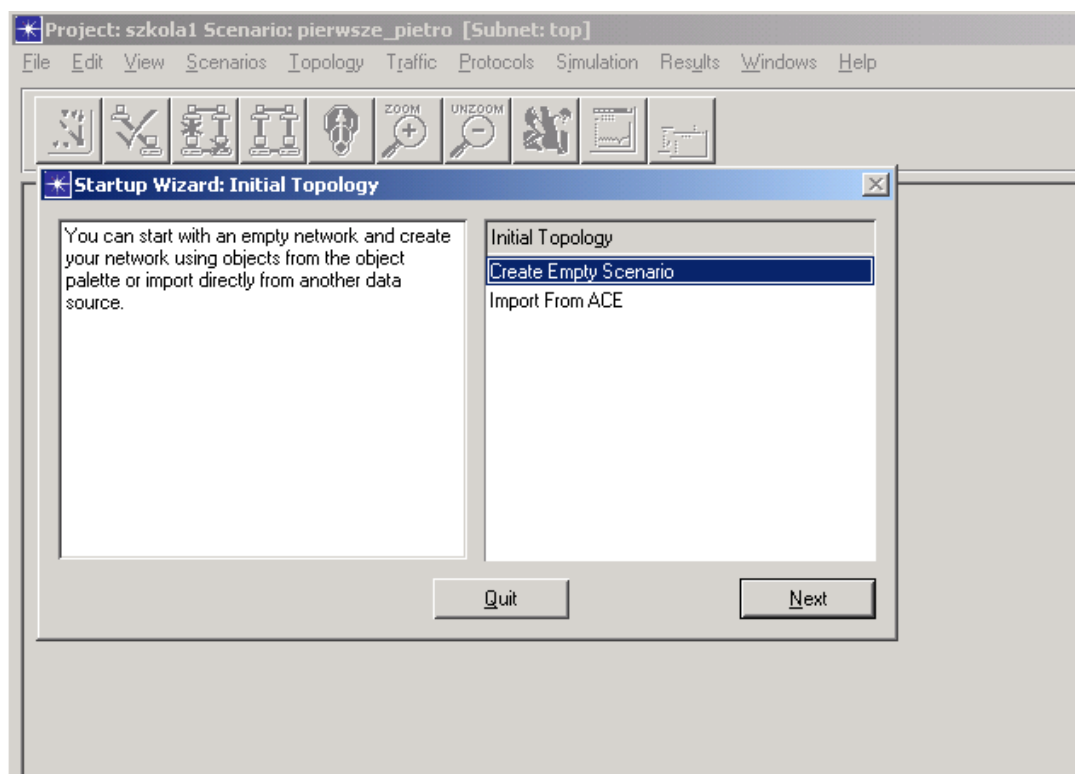 Project: szkola1 Scenario: pierwsze_pietro [Subnet: top]
File Edit View Scenarios Topology Traffic Protocols Simulation Results Windows Help
ZOOM UNZOOM
Startup Wizard: Initial Topology
You can start with an empty network and create
your network using objects from the object
palette or import directly from another data
source.
Initial Topology
Create Empty Scenario
Import From ACE
Quit Next